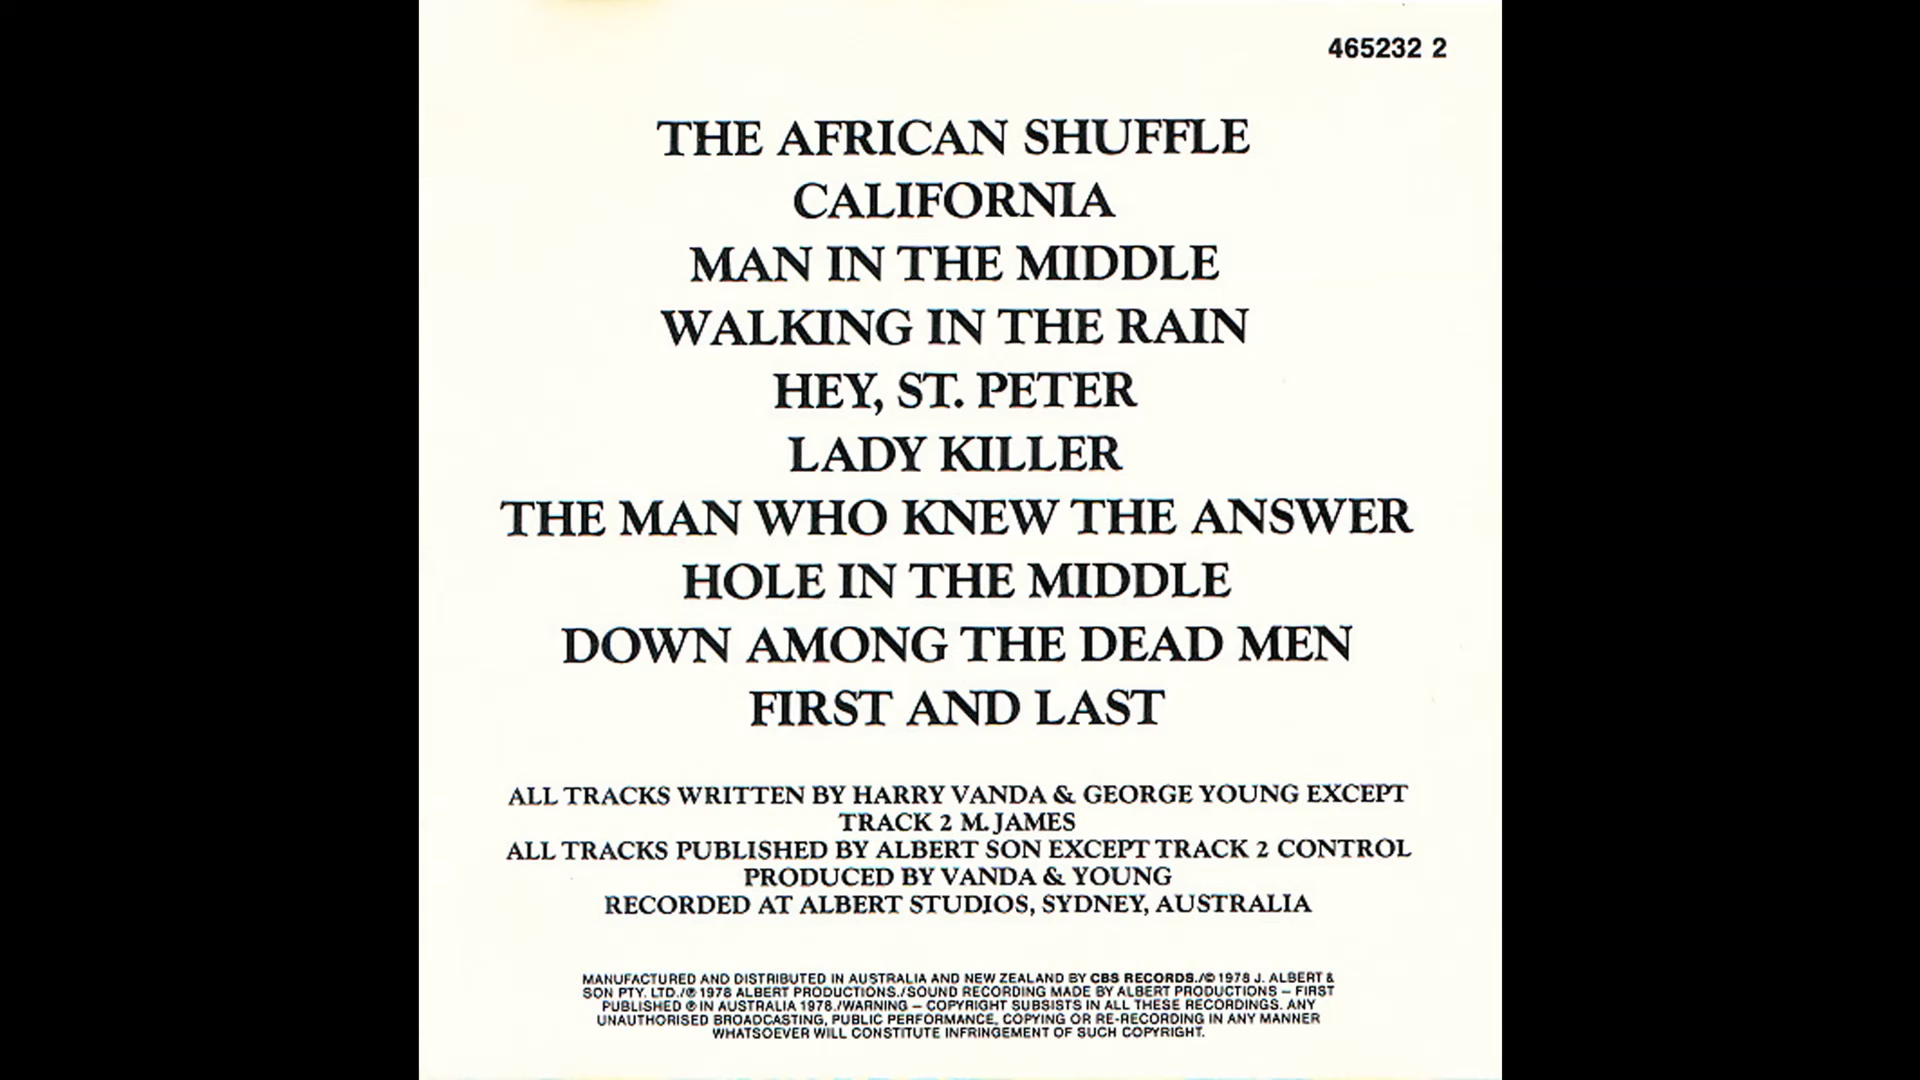 465232 2
THE AFRICAN SHUFFLE
CALIFORNIA
MAN IN THE MIDDLE
WALKING IN THE RAIN
HEY, ST. PETER
LADY KILLER
THE MAN WHO KNEW THE ANSWER
HOLE IN THE MIDDLE
DOWN AMONG THE DEAD MEN
FIRST AND LAST
ALL TRACKS WRITTEN BY HARRY VANDA & GEORGE YOUNG EXCEPT
TRACK 2 M. JAMES
ALL TRACKS PUBLISHED BY ALBERT SON EXCEPT TRACK 2 CONTROL
PRODUCED BY VANDA & YOUNG
RECORDED AT ALBERT STUDIOS, SYDNEY, AUSTRALIA
MANUFACTURED AND DISTRIBUTED IN AUSTRALIA AND NEW ZEALAND BY CBS RECORDS./© 1978 J. ALBERT &
SON PTY. LTD./℗ 1978 ALBERT PRODUCTIONS./SOUND RECORDING MADE BY ALBERT PRODUCTIONS – FIRST
PUBLISHED ℗ IN AUSTRALIA 1978./WARNING – COPYRIGHT SUBSISTS IN ALL THESE RECORDINGS. ANY
UNAUTHORISED BROADCASTING, PUBLIC PERFORMANCE, COPYING OR RE-RECORDING IN ANY MANNER
WHATSOEVER WILL CONSTITUTE INFRINGEMENT OF SUCH COPYRIGHT.